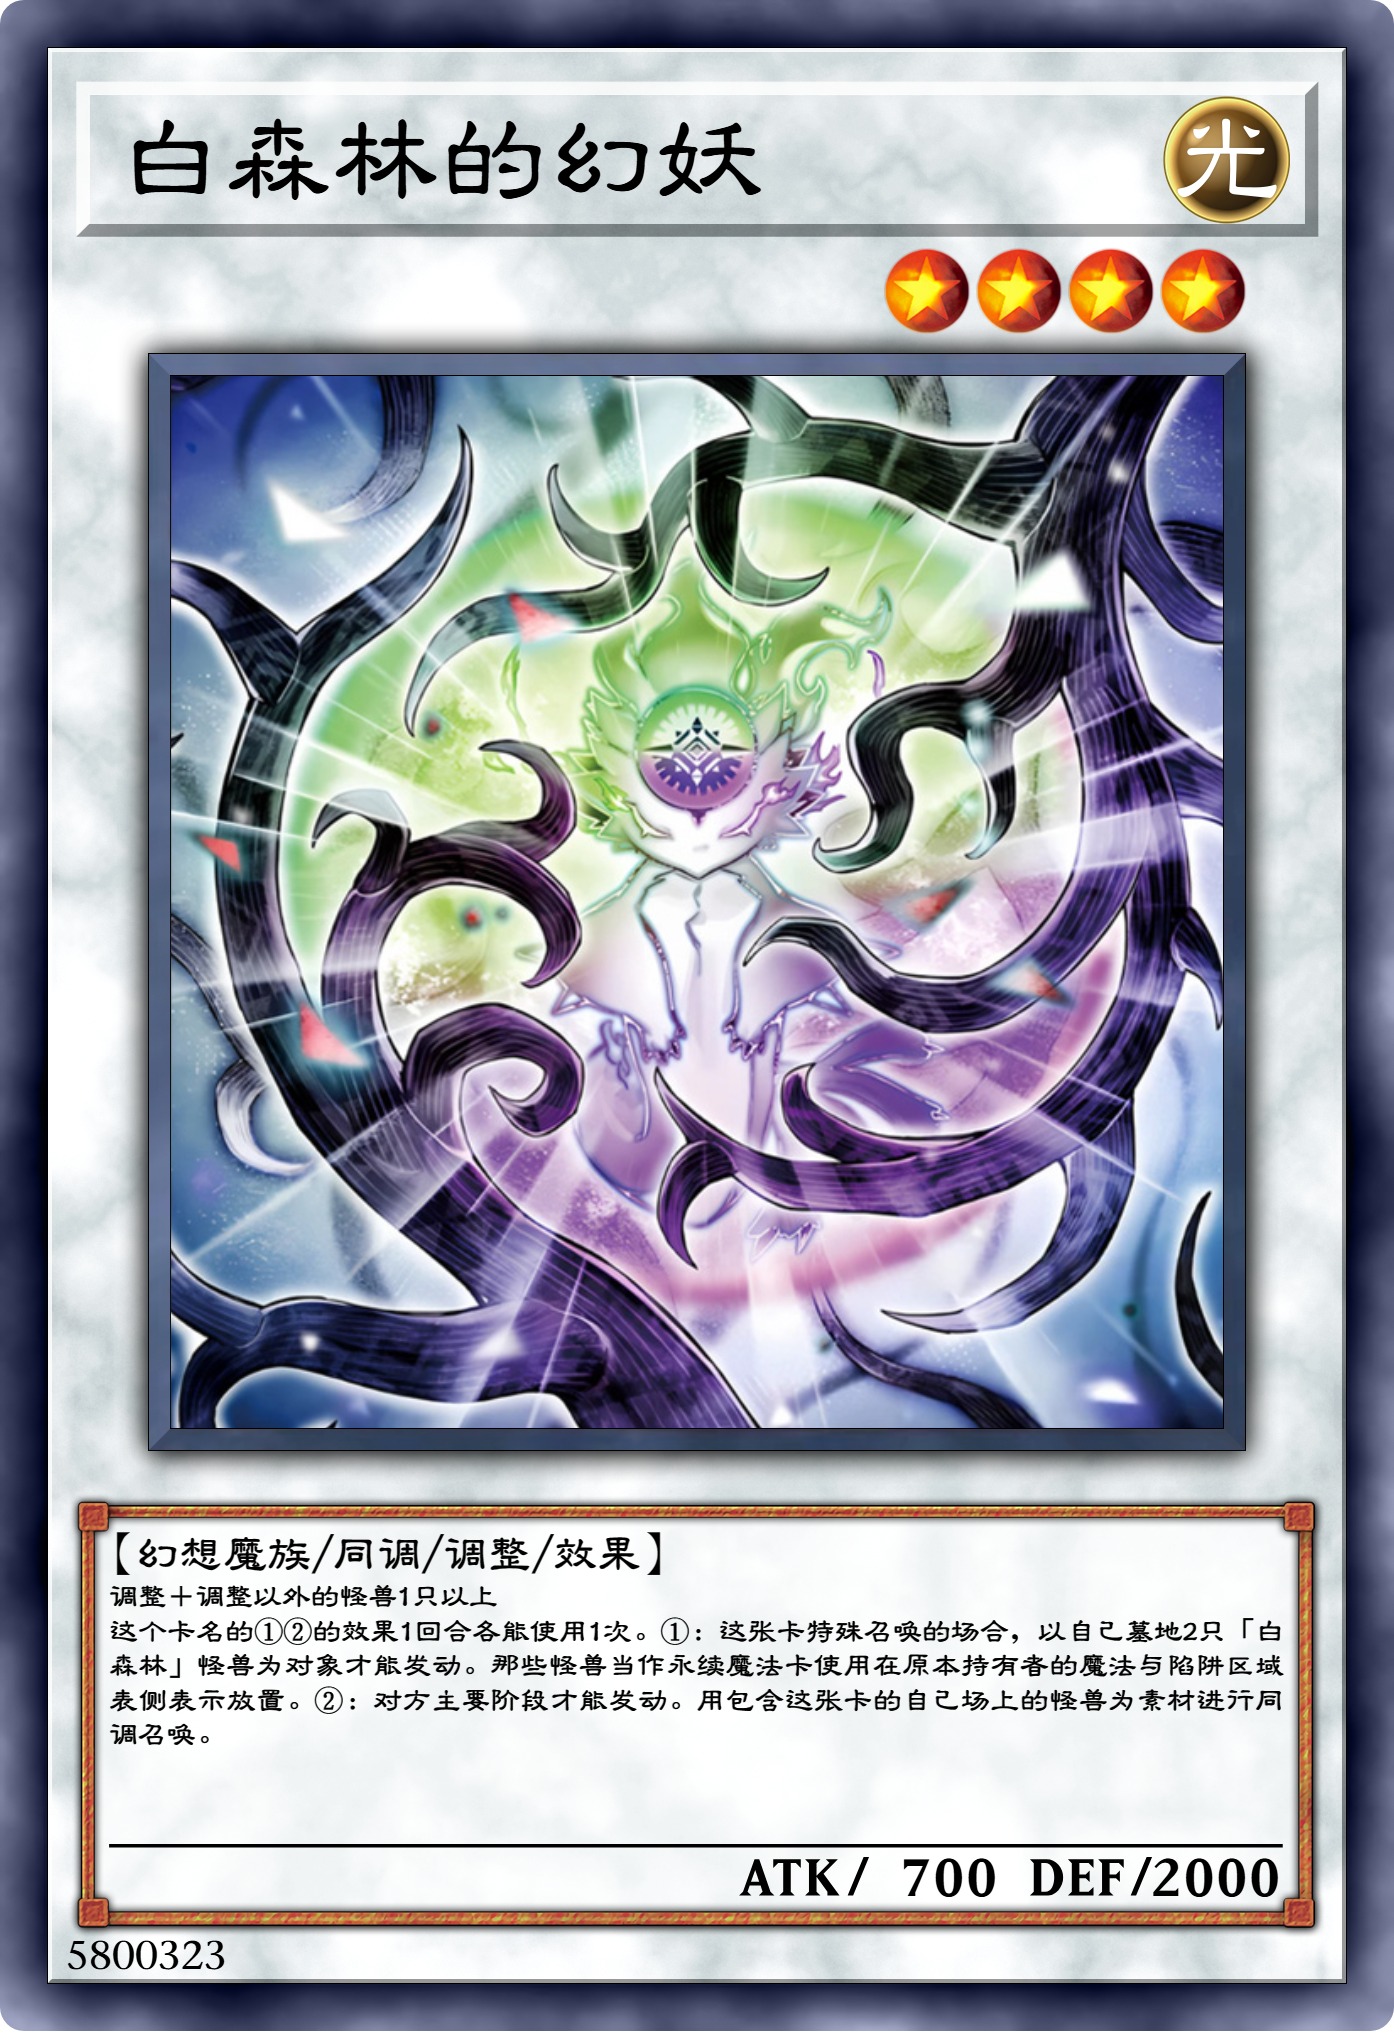 白森林的幻妖
光
【幻想魔族/同调/调整/效果】
调整＋调整以外的怪兽1只以上
这个卡名的①②的效果1回合各能使用1次。①：这张卡特殊召唤的场合，以自己墓地2只「白
森林」怪兽为对象才能发动。那些怪兽当作永续魔法卡使用在原本持有者的魔法与陷阱区域
表侧表示放置。②：对方主要阶段才能发动。用包含这张卡的自己场上的怪兽为素材进行同
调召唤。
ATK/ 700 DEF/2000
5800323